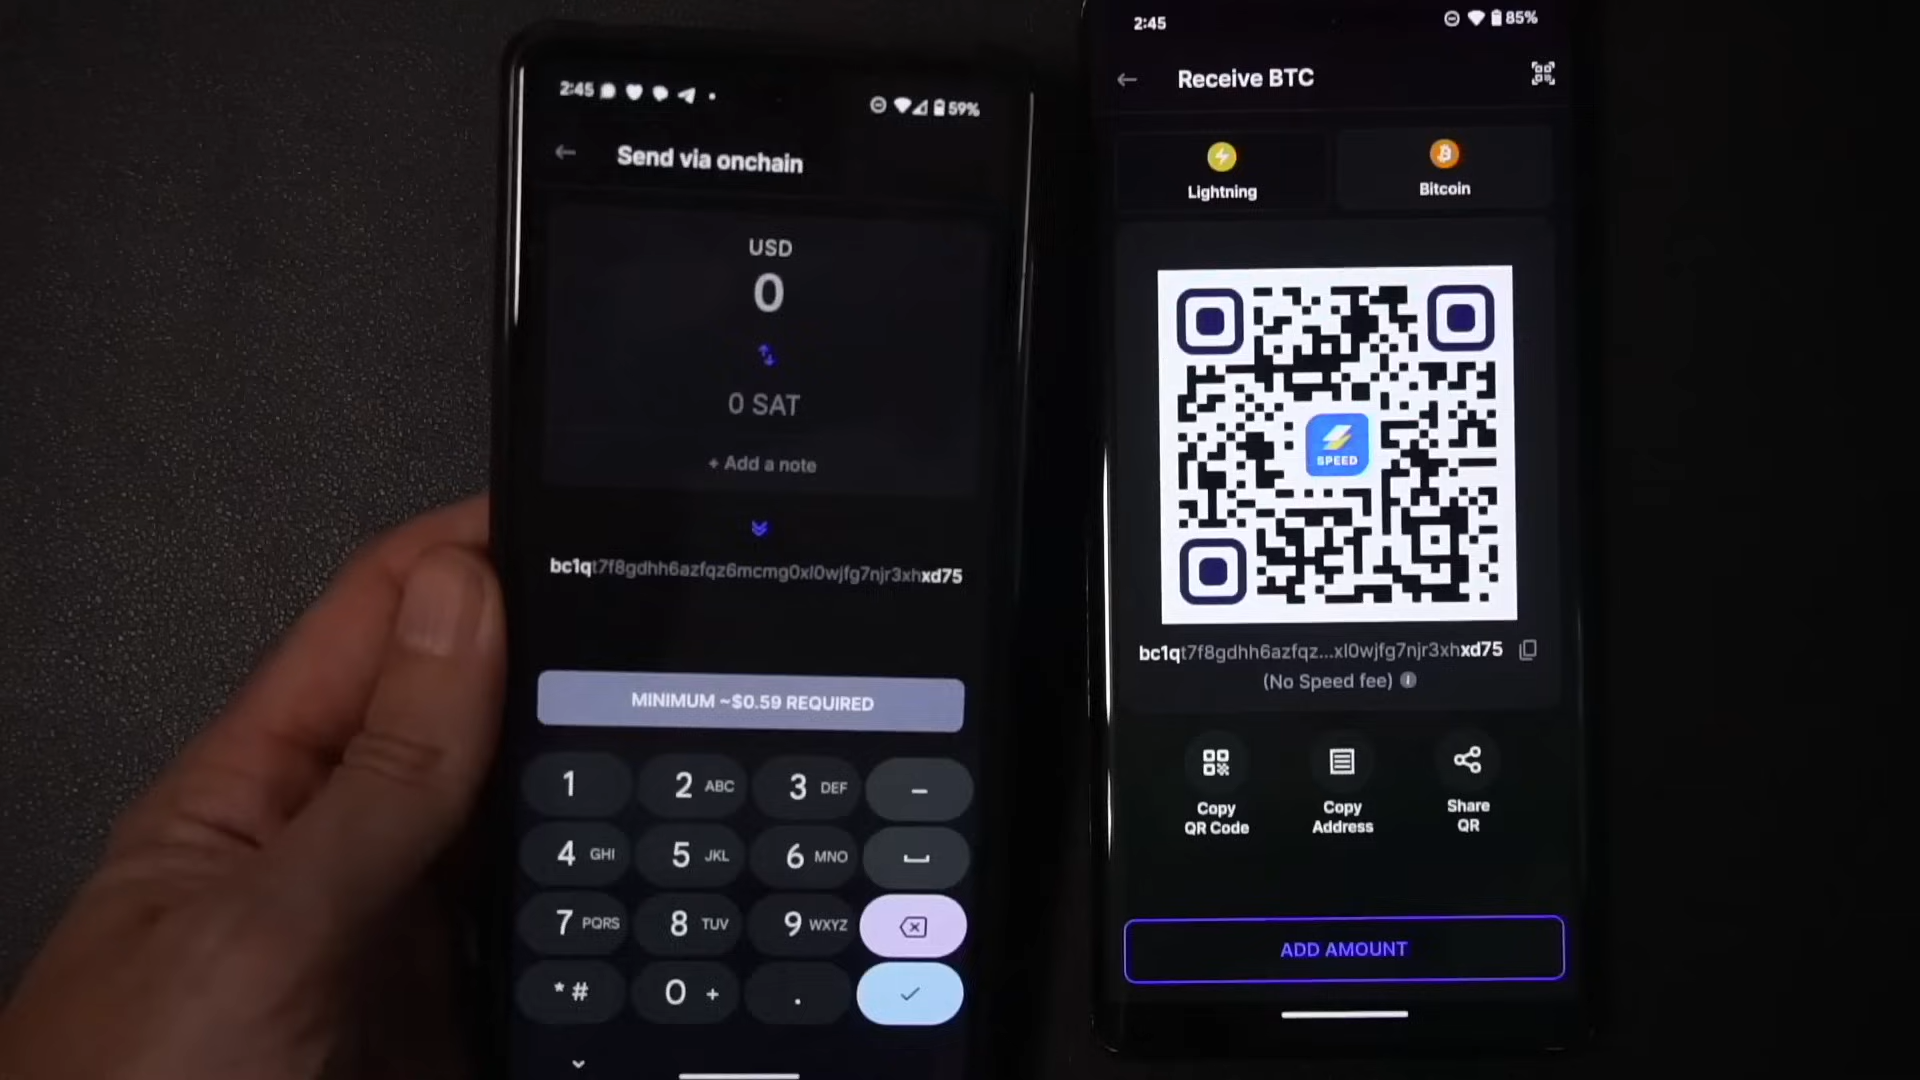 2:45
59%
Send via onchain
USD
0
0 SAT
+ Add a note
bc1qt7f8gdhh6azfqz6mcmg0xl0wjfg7njr3xhxd75
MINIMUM ~$0.59 REQUIRED
1
2 ABC
3 DEF
–
4 GHI
5 JKL
6 MNO
7 PQRS
8 TUV
9 WXYZ
* #
0 +
.
2:45
85%
Receive BTC
Lightning
Bitcoin
SPEED
bc1qt7f8gdhh6azfqz...xl0wjfg7njr3xhxd75
(No Speed fee)
Copy
QR Code
Copy
Address
Share
QR
ADD AMOUNT